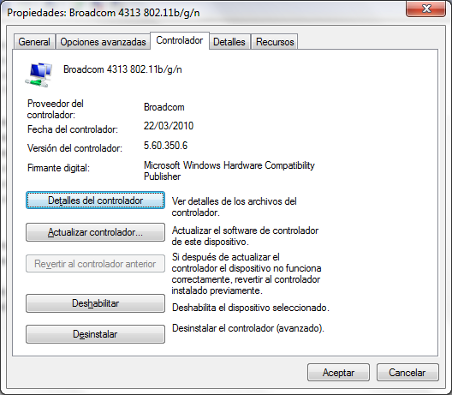 Propiedades: Broadcom 4313 802.11b/g/n
General
Opciones avanzadas
Controlador
Detalles
Recursos
Broadcom 4313 802.11b/g/n
Proveedor del
controlador:
Broadcom
Fecha del controlador:
22/03/2010
Versión del controlador:
5.60.350.6
Firmante digital:
Microsoft Windows Hardware Compatibility
Publisher
Detalles del controlador
Ver detalles de los archivos del
controlador.
Actualizar controlador...
Actualizar el software de controlador
de este dispositivo.
Revertir al controlador anterior
Si después de actualizar el
controlador el dispositivo no funciona
correctamente, revertir al controlador
instalado previamente.
Deshabilitar
Deshabilita el dispositivo seleccionado.
Desinstalar
Desinstalar el controlador (avanzado).
Aceptar
Cancelar